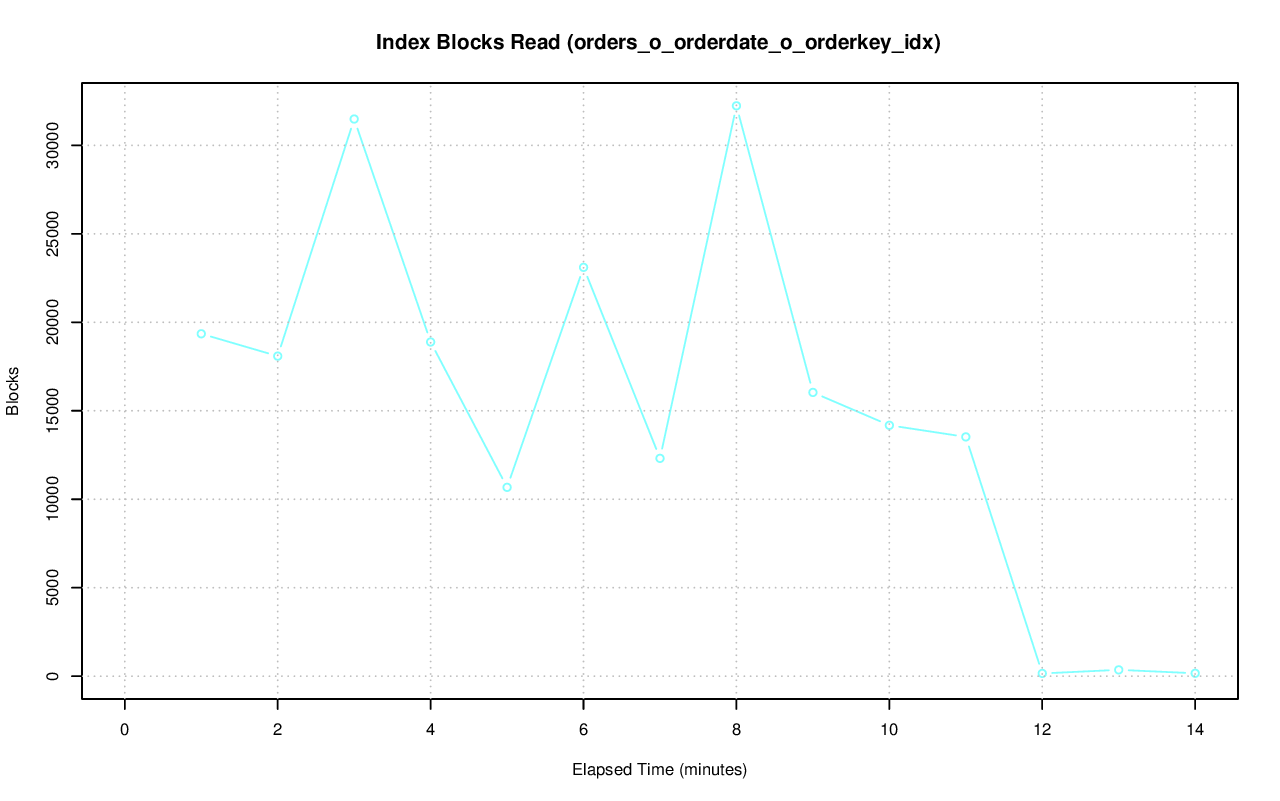 Index Blocks Read (orders_o_orderdate_o_orderkey_idx)
30000
25000
20000
15000
10000
5000
0
Blocks
0 2 4 6 8 10 12 14
Elapsed Time (minutes)